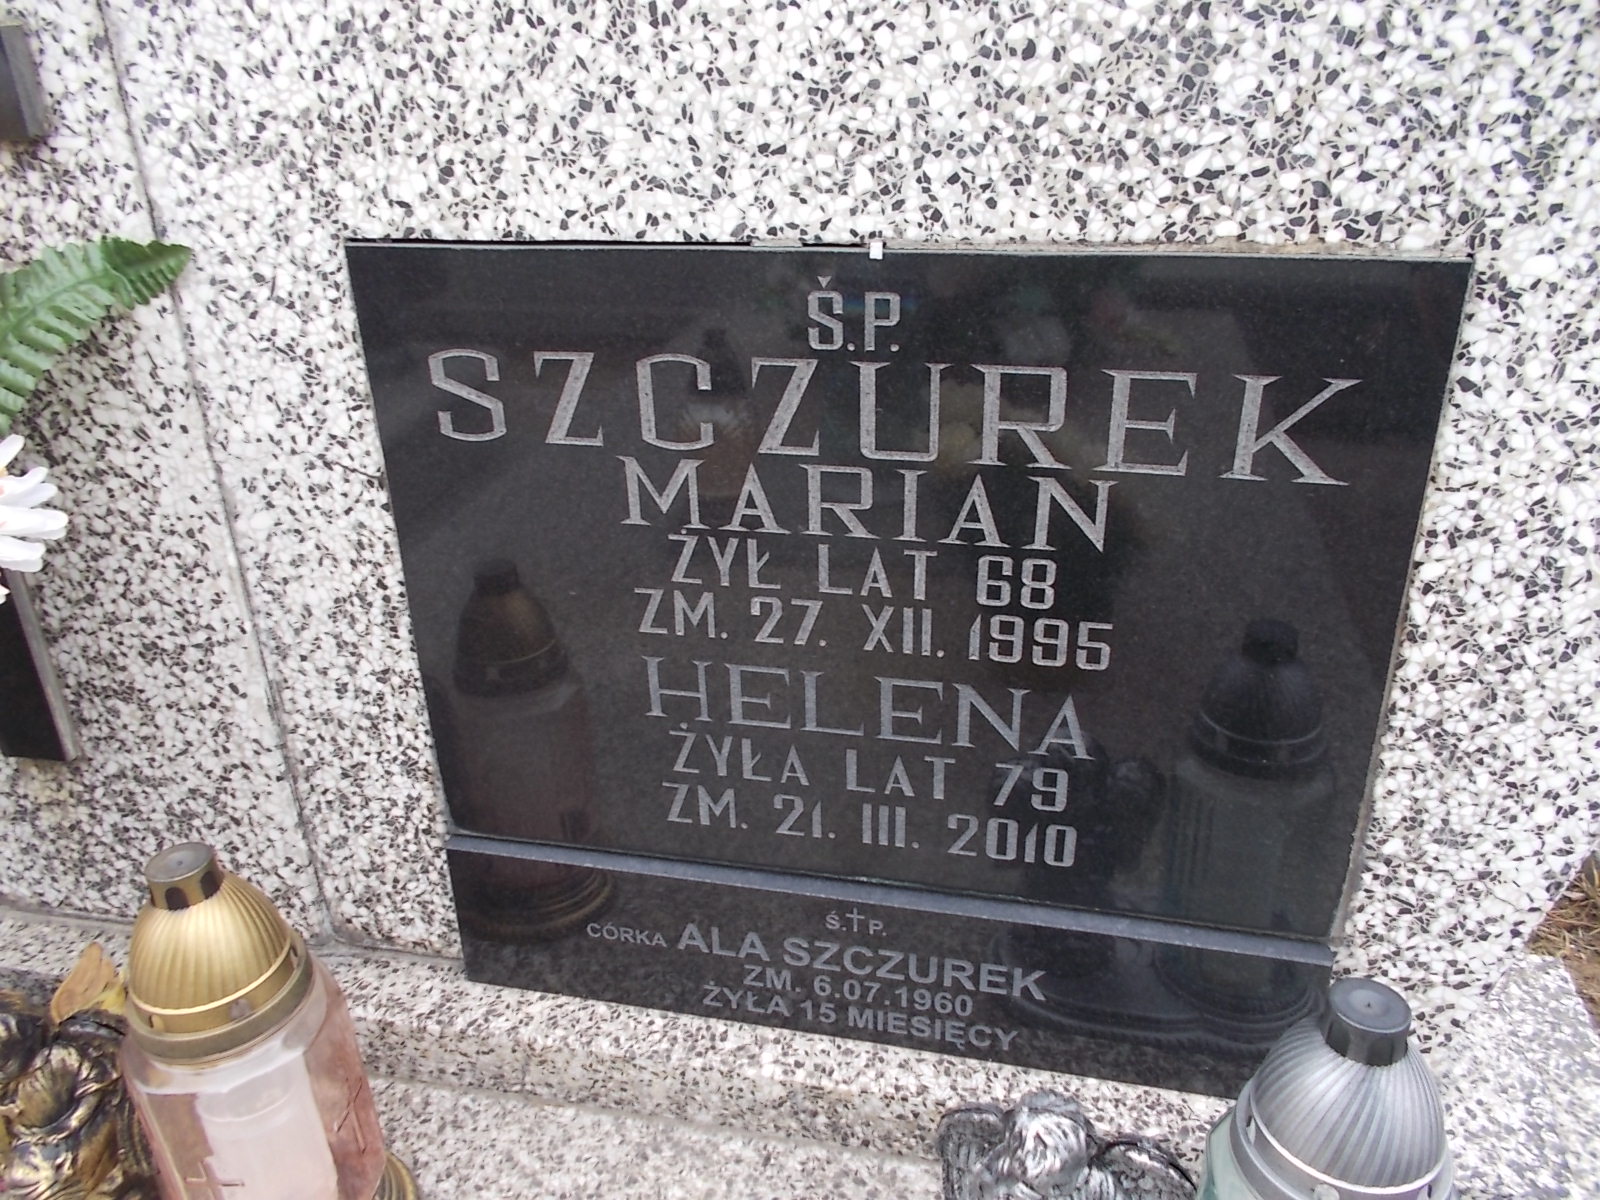 Ś.P.
SZCZUREK
MARIAN
ŻYŁ LAT 68
ZM. 27. XII. 1995
HELENA
ŻYŁA LAT 79
ZM. 21. III. 2010
Ś.✝P.
CÓRKA ALA SZCZUREK
ZM. 6.07.1960
ŻYŁA 15 MIESIĘCY